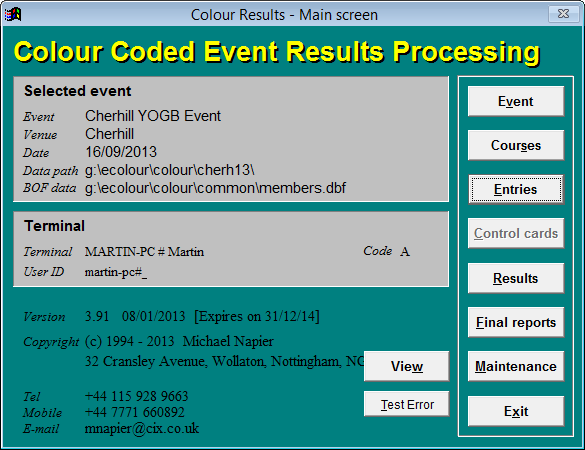 Colour Results - Main screen
Colour Coded Event Results Processing
Selected event
Event Cherhill YOGB Event
Venue Cherhill
Date 16/09/2013
Data path g:\ecolour\colour\cherh13\
BOF data g:\ecolour\colour\common\members.dbf
Terminal
Terminal MARTIN-PC # Martin Code A
User ID martin-pc#_
Version 3.91 08/01/2013 [Expires on 31/12/14]
Copyright (c) 1994 - 2013 Michael Napier
32 Cransley Avenue, Wollaton, Nottingham, NG
Tel +44 115 928 9663
Mobile +44 7771 660892
E-mail mnapier@cix.co.uk
View
Test Error
Event
Courses
Entries
Control cards
Results
Final reports
Maintenance
Exit